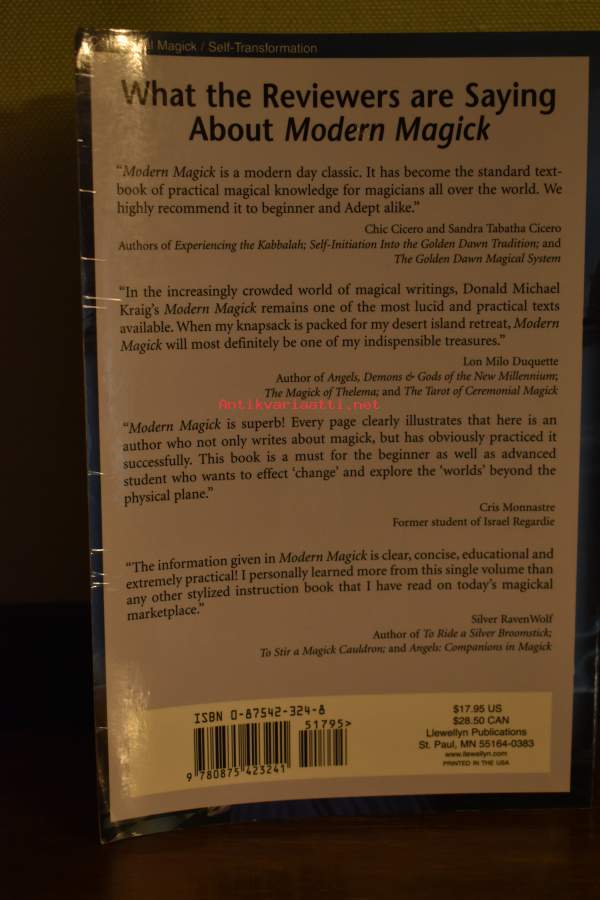 Magick / Self-Transformation
What the Reviewers are Saying
About Modern Magick
“Modern Magick is a modern day classic. It has become the standard text-
book of practical magical knowledge for magicians all over the world. We
highly recommend it to beginner and Adept alike.”
Chic Cicero and Sandra Tabatha Cicero
Authors of Experiencing the Kabbalah; Self-Initiation Into the Golden Dawn Tradition; and
The Golden Dawn Magical System
“In the increasingly crowded world of magical writings, Donald Michael
Kraig’s Modern Magick remains one of the most lucid and practical texts
available. When my knapsack is packed for my desert island retreat, Modern
Magick will most definitely be one of my indispensible treasures.”
Lon Milo Duquette
Author of Angels, Demons & Gods of the New Millennium;
The Magick of Thelema; and The Tarot of Ceremonial Magick
Antikvariaatti.net
“Modern Magick is superb! Every page clearly illustrates that here is an
author who not only writes about magick, but has obviously practiced it
successfully. This book is a must for the beginner as well as advanced
student who wants to effect ‘change’ and explore the ‘worlds’ beyond the
physical plane.”
Cris Monnastre
Former student of Israel Regardie
“The information given in Modern Magick is clear, concise, educational and
extremely practical! I personally learned more from this single volume than
any other stylized instruction book that I have read on today’s magickal
marketplace.”
Silver RavenWolf
Author of To Ride a Silver Broomstick;
To Stir a Magick Cauldron; and Angels: Companions in Magick
ISBN 0-87542-324-8
51795>
9 780875 423241
$17.95 US
$28.50 CAN
Llewellyn Publications
St. Paul, MN 55164-0383
www.llewellyn.com
PRINTED IN THE USA